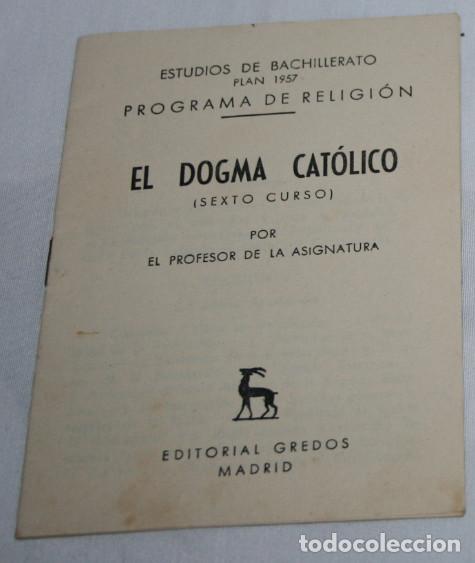 ESTUDIOS DE BACHILLERATO
PLAN 1957
PROGRAMA DE RELIGIÓN
EL DOGMA CATÓLICO
(SEXTO CURSO)
POR
EL PROFESOR DE LA ASIGNATURA
EDITORIAL GREDOS
MADRID
todocoleccion.net